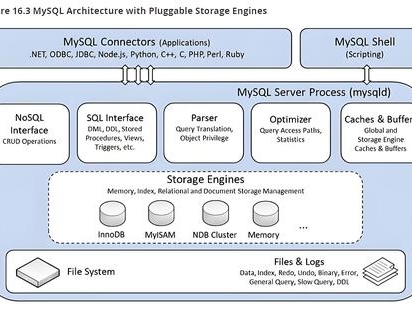 re 16.3 MySQL Architecture with Pluggable Storage Engines
MySQL Connectors (Applications)
.NET, ODBC, JDBC, Node.js, Python, C++, C, PHP, Perl, Ruby
MySQL Shell
(Scripting)
MySQL Server Process (mysqld)
NoSQL
Interface
CRUD Operations
SQL Interface
DML, DDL, Stored
Procedures, Views,
Triggers, etc.
Parser
Query Translation,
Object Privilege
Optimizer
Query Access Paths,
Statistics
Caches & Buffers
Global and
Storage Engine
Caches & Buffers
Storage Engines
Memory, Index, Relational and Document Storage Management
InnoDB
MyISAM
NDB Cluster
Memory
...
File System
Files & Logs
Data, Index, Redo, Undo, Binary, Error,
General Query, Slow Query, DDL